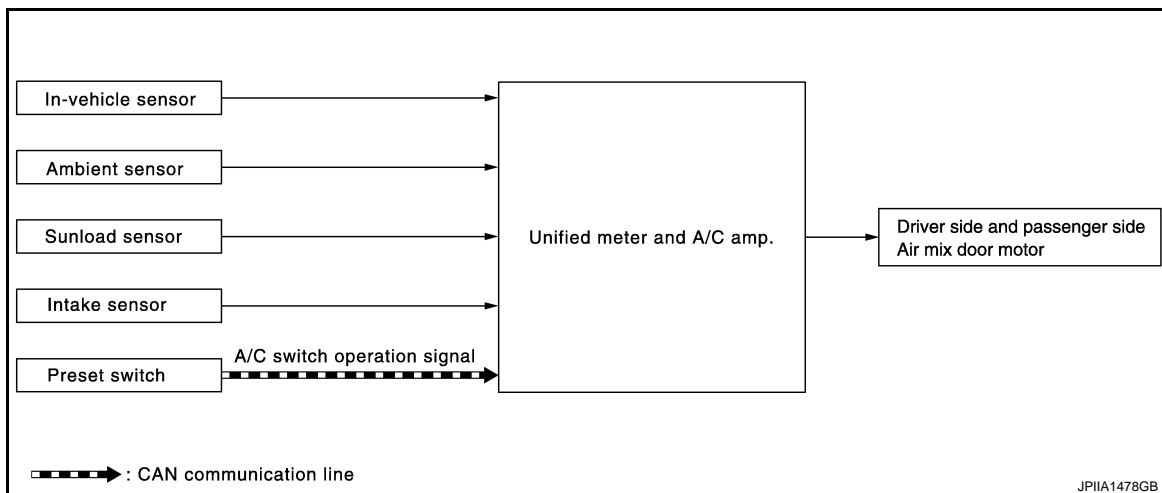 In-vehicle sensor
Ambient sensor
Sunload sensor
Intake sensor
Preset switch
A/C switch operation signal
Unified meter and A/C amp.
Driver side and passenger side
Air mix door motor
: CAN communication line
JPIIA1478GB